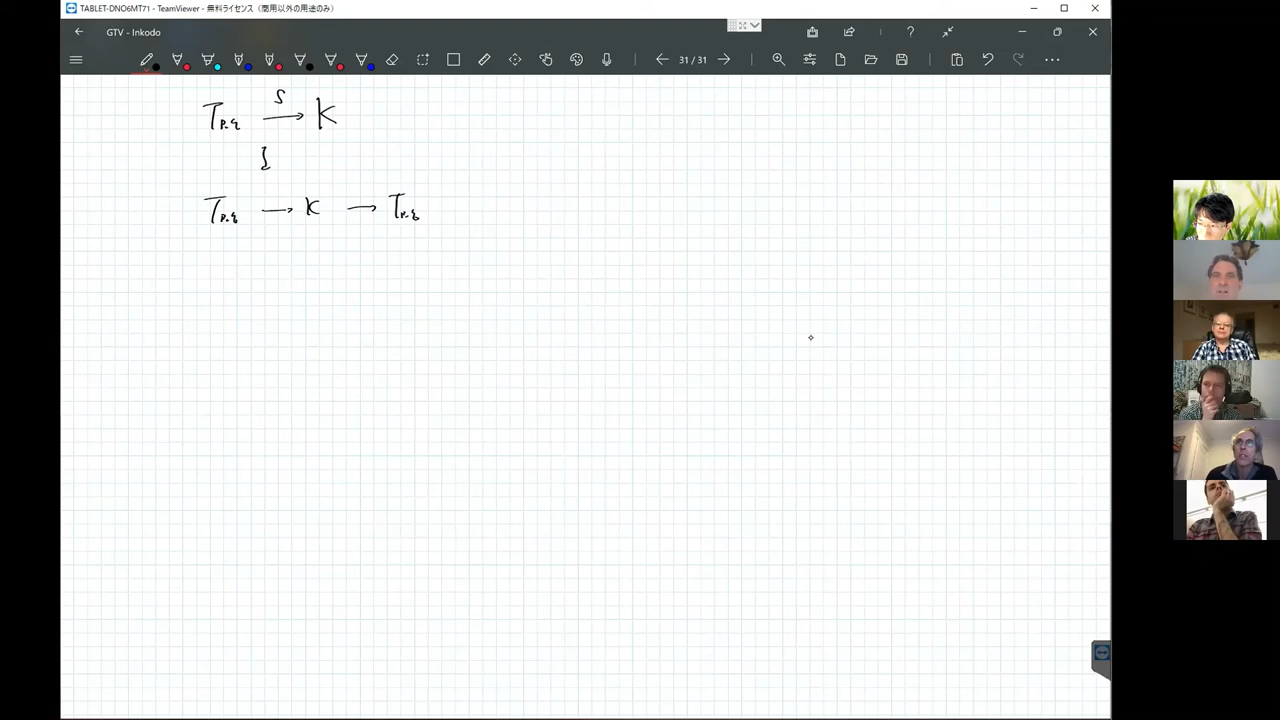 TABLET-DNO6MT71 - TeamViewer - 無料ライセンス (商用以外の用途のみ)
GTV - Inkodo
31 / 31
T_{p,q} \xrightarrow{S} K
T_{p,q} → K → T_{p,q}